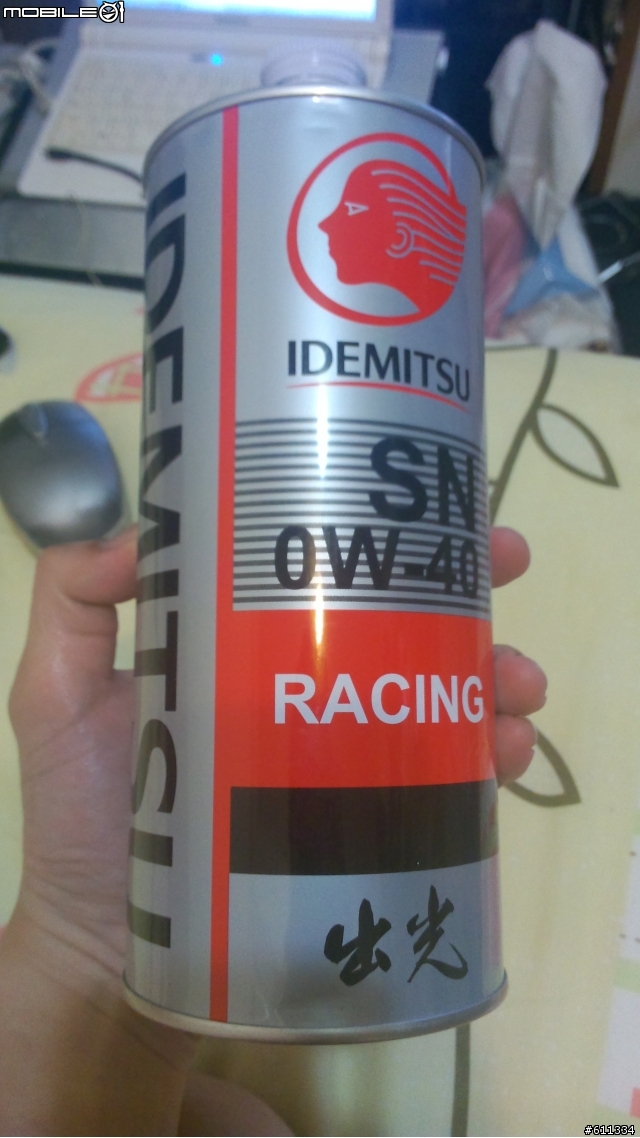 MOBILE01
IDEMITSU
IDEMITSU
SN
0W-40
RACING
出光
#611334